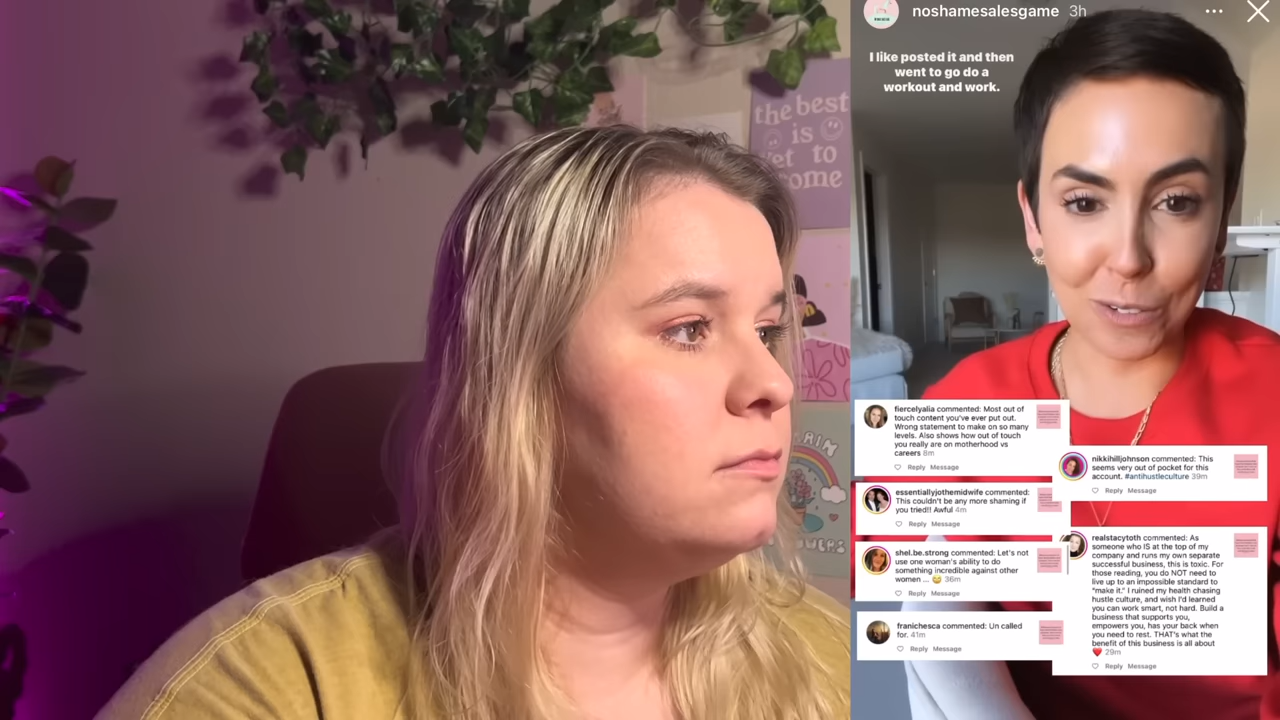 noshamesalesgame 3h
I like posted it and then
went to go do a
workout and work.
the best
is
yet to
come
fiercelyalia commented: Most out of
touch content you've ever put out.
Wrong statement to make on so many
levels. Also shows how out of touch
you really are on motherhood vs
careers 8m
Reply Message
nikkihilljohnson commented: This
seems very out of pocket for this
account. #antihustleculture 39m
Reply Message
essentiallyjothemidwife commented:
This couldn't be any more shaming if
you tried!! Awful 4m
Reply Message
shel.be.strong commented: Let's not
use one woman's ability to do
something incredible against other
women ... 😅 36m
Reply Message
realstacytoth commented: As
someone who IS at the top of my
company and runs my own separate
successful business, this is toxic. For
those reading, you do NOT need to
live up to an impossible standard to
"make it." I ruined my health chasing
hustle culture, and wish I'd learned
you can work smart, not hard. Build a
business that supports you,
empowers you, has your back when
you need to rest. THAT's what the
benefit of this business is all about
❤️ 29m
Reply Message
franichesca commented: Un called
for. 41m
Reply Message